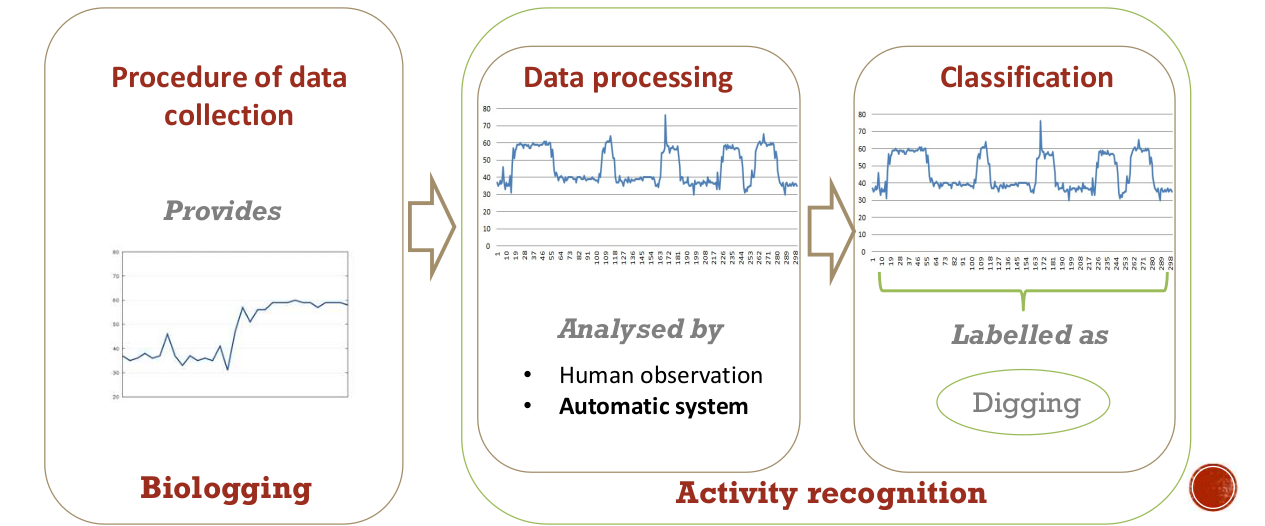 Procedure of data
collection
Provides
80
70
60
50
40
30
20
Biologging
Data processing
80
70
60
50
40
30
20
10
0
1 10 19 28 37 46 55 64 73 82 91 100 109 118 127 136 145 154 163 172 181 190 199 208 217 226 235 244 253 262 271 280 289 298
Analysed by
• Human observation
• Automatic system
Classification
80
70
60
50
40
30
20
10
0
1 10 19 28 37 46 55 64 73 82 91 100 109 118 127 136 145 154 163 172 181 190 199 208 217 226 235 244 253 262 271 280 289 298
Labelled as
Digging
Activity recognition